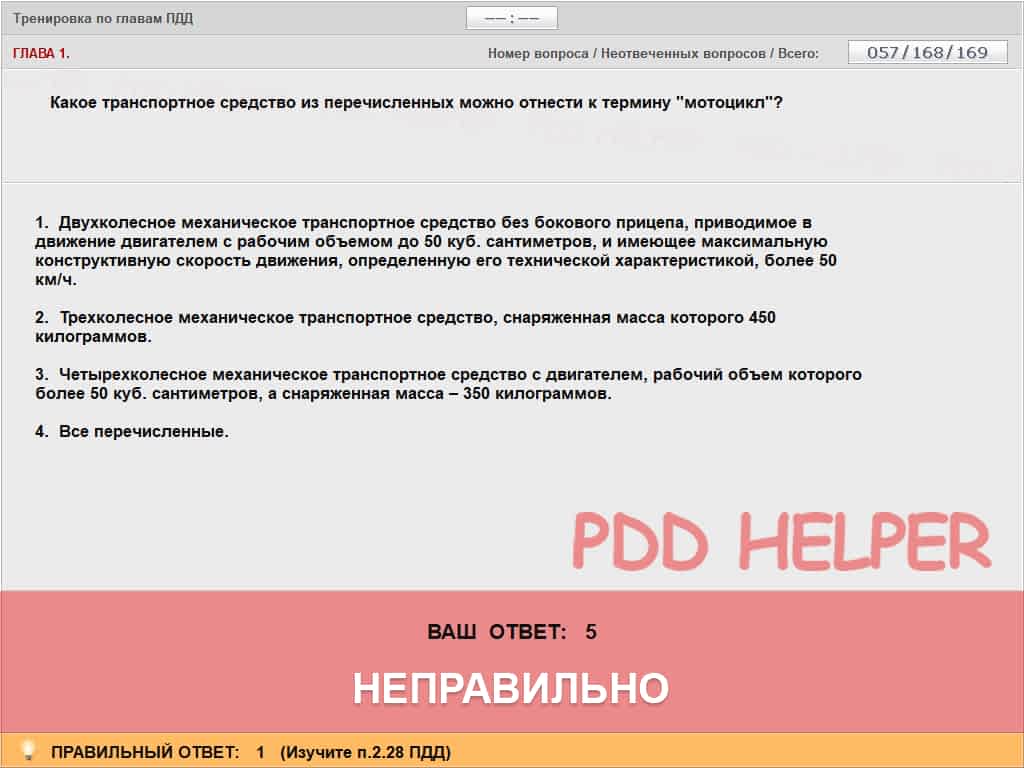 Тренировка по главам ПДД
—— : ——
ГЛАВА 1.
Номер вопроса / Неотвеченных вопросов / Всего:
057/168/169
Какое транспортное средство из перечисленных можно отнести к термину "мотоцикл"?
1. Двухколесное механическое транспортное средство без бокового прицепа, приводимое в
движение двигателем с рабочим объемом до 50 куб. сантиметров, и имеющее максимальную
конструктивную скорость движения, определенную его технической характеристикой, более 50
км/ч.
2. Трехколесное механическое транспортное средство, снаряженная масса которого 450
килограммов.
3. Четырехколесное механическое транспортное средство с двигателем, рабочий объем которого
более 50 куб. сантиметров, а снаряженная масса – 350 килограммов.
4. Все перечисленные.
PDD HELPER
ВАШ ОТВЕТ: 5
НЕПРАВИЛЬНО
ПРАВИЛЬНЫЙ ОТВЕТ: 1 (Изучите п.2.28 ПДД)